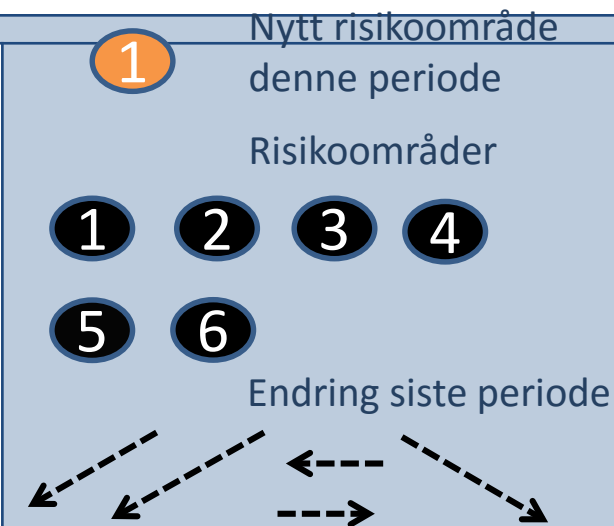 1 Nytt risikoområde
denne periode
Risikoområder
1 2 3 4
5 6
Endring siste periode